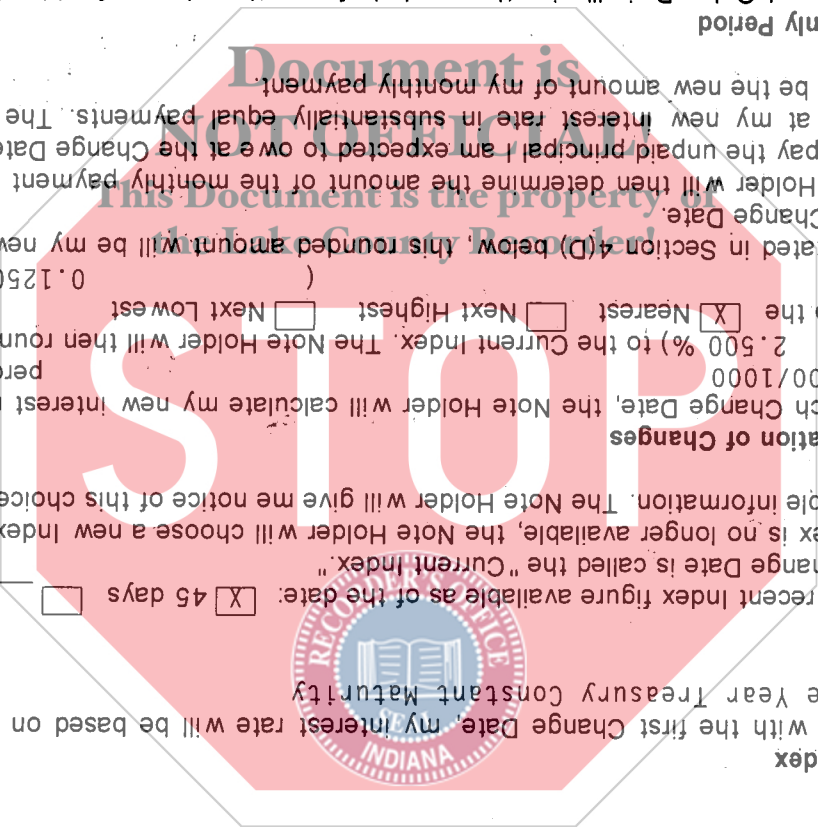 dex
with the first Change Date, my interest rate will be based on
e Year Treasury Constant Maturity
recent Index figure available as of the date: [X] 45 days [ ]
ange Date is called the "Current Index."
ex is no longer available, the Note Holder will choose a new Index
ble information. The Note Holder will give me notice of this choice
ation of Changes
ch Change Date, the Note Holder will calculate my new interest
00/1000 perc
2.500 %) to the Current Index. The Note Holder will then roun
o the [X] Nearest [ ] Next Highest [ ] Next Lowest
( 0.1250
ated in Section 4(D) below, this rounded amount will be my new
Change Date.
Holder will then determine the amount of the monthly payment
pay the unpaid principal I am expected to owe at the Change Date
at my new interest rate in substantially equal payments. The
be the new amount of my monthly payment.
nly Period
Document is
NOT OFFICIAL
This Document is the property of
the Lake County Recorder!
STOP
RECORDER'S OFFICE
SEAL
INDIANA